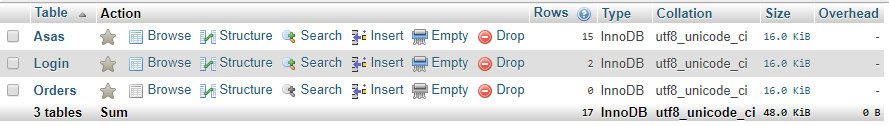 Table Action Rows Type Collation Size Overhead
Asas Browse Structure Search Insert Empty Drop 15 InnoDB utf8_unicode_ci 16.0 KiB -
Login Browse Structure Search Insert Empty Drop 2 InnoDB utf8_unicode_ci 16.0 KiB -
Orders Browse Structure Search Insert Empty Drop 0 InnoDB utf8_unicode_ci 16.0 KiB -
3 tables Sum 17 InnoDB utf8_unicode_ci 48.0 KiB 0 B